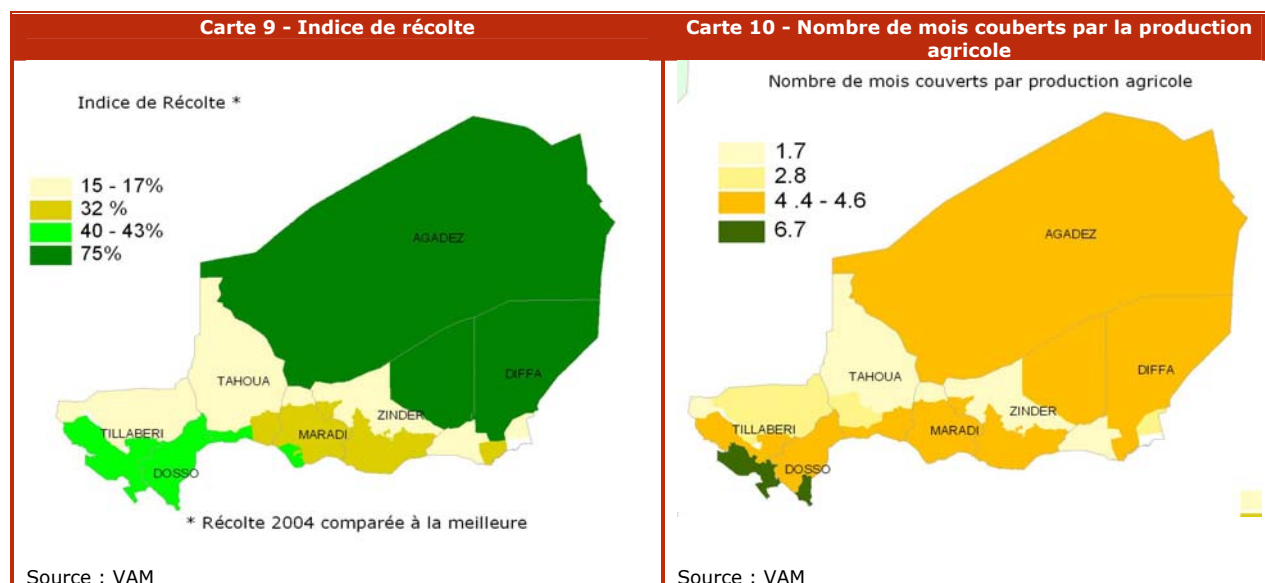 Carte 9 - Indice de récolte
Indice de Récolte *
15 - 17%
32 %
40 - 43%
75%
AGADEZ
DIFFA
TAHOUA
ZINDER
TILLABERI
MARADI
DOSSO
* Récolte 2004 comparée à la meilleure
Source : VAM
Carte 10 - Nombre de mois couberts par la production
agricole
Nombre de mois couverts par production agricole
1.7
2.8
4 .4 - 4.6
6.7
AGADEZ
DIFFA
TAHOUA
ZINDER
TILLABERI
MARADI
DOSSO
Source : VAM